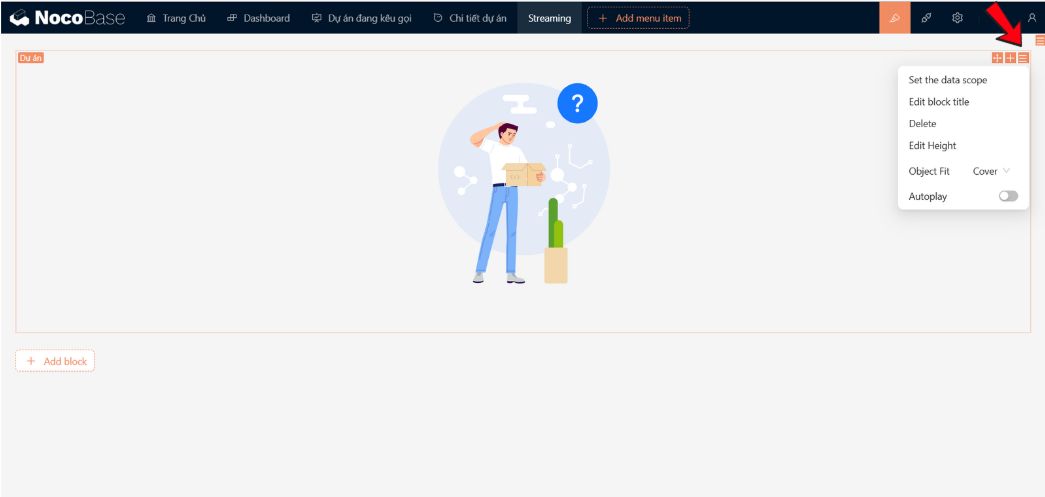 NocoBase Trang Chủ Dashboard Dự án đang kêu gọi Chi tiết dự án Streaming + Add menu item
Dự án
?
Set the data scope
Edit block title
Delete
Edit Height
Object Fit Cover
Autoplay
+ Add block